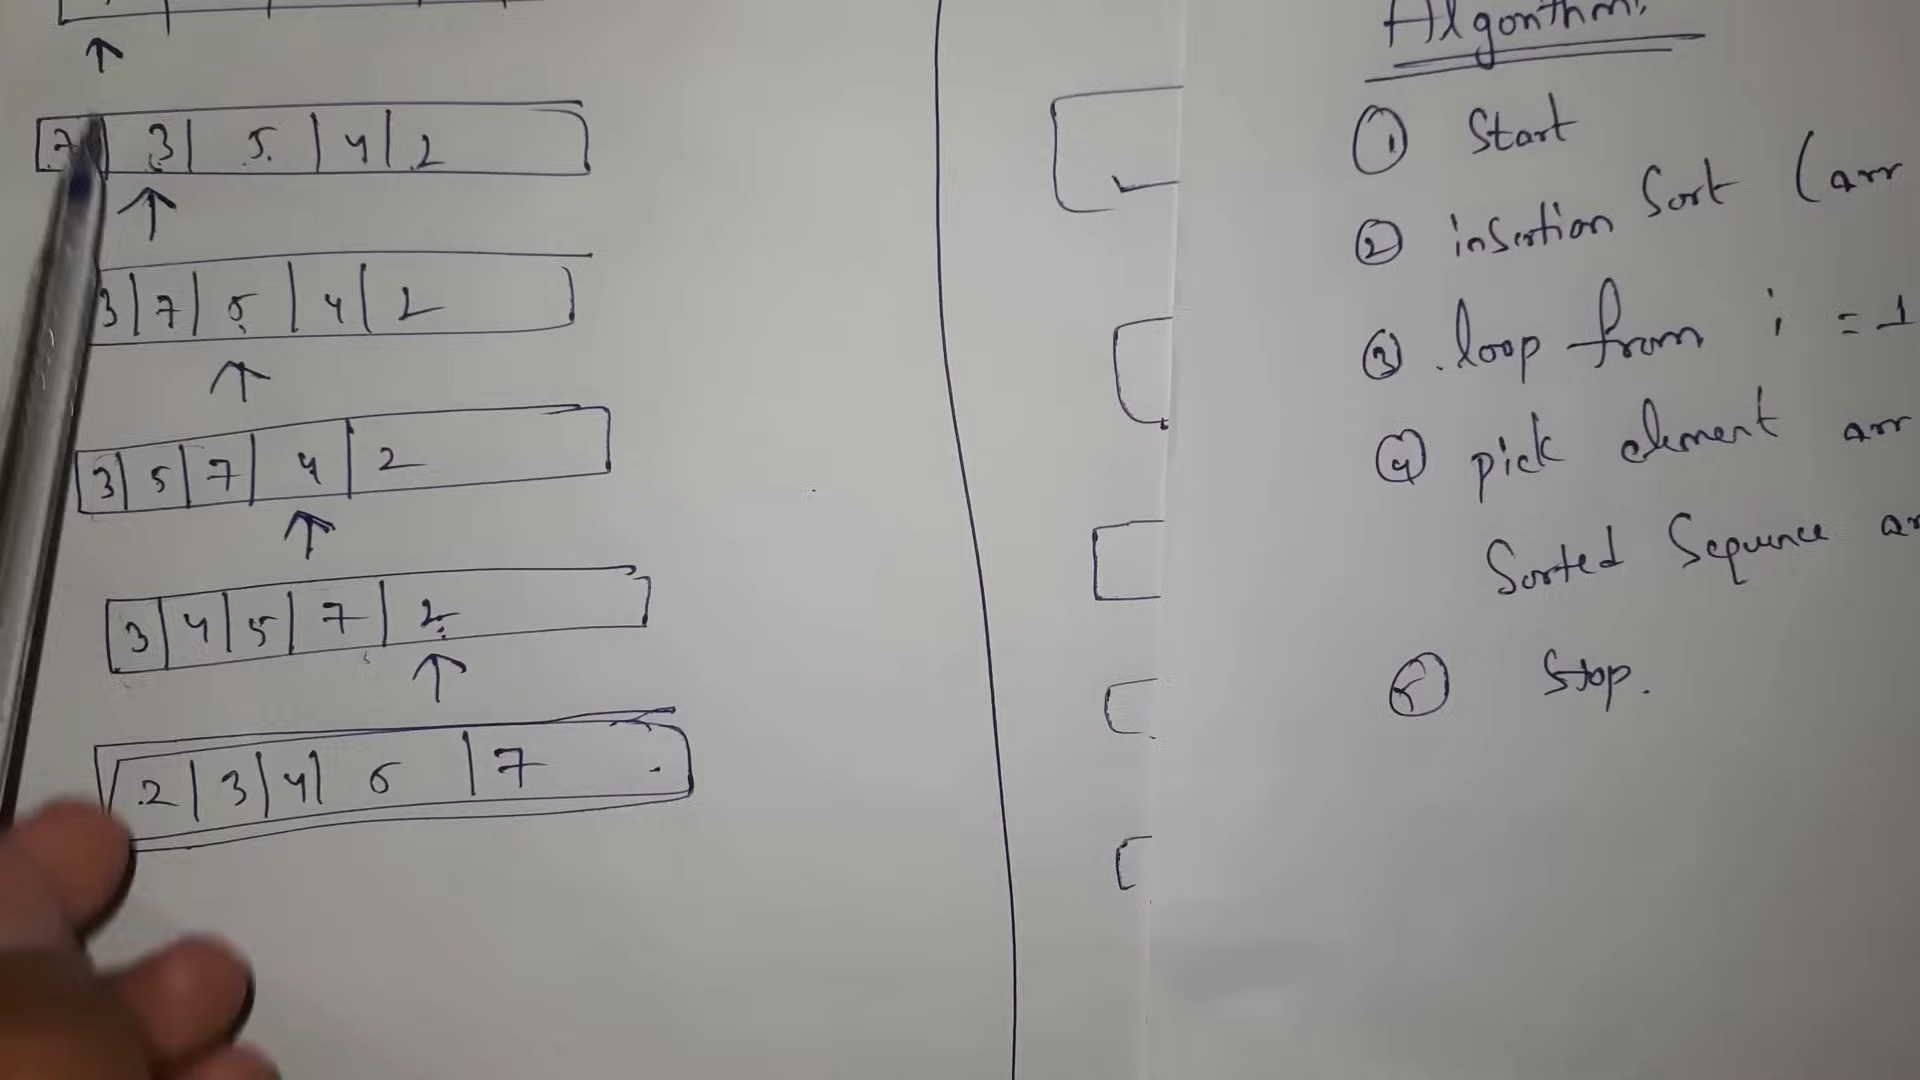 7 | 3 | 5 | 4 | 2
3 | 7 | 5 | 4 | 2
3 | 5 | 7 | 4 | 2
3 | 4 | 5 | 7 | 2
2 | 3 | 4 | 5 | 7
Algorithm:
① Start
② insertion Sort (arr
③ loop from i = 1
④ pick element arr
Sorted Sequence ar
⑤ Stop.